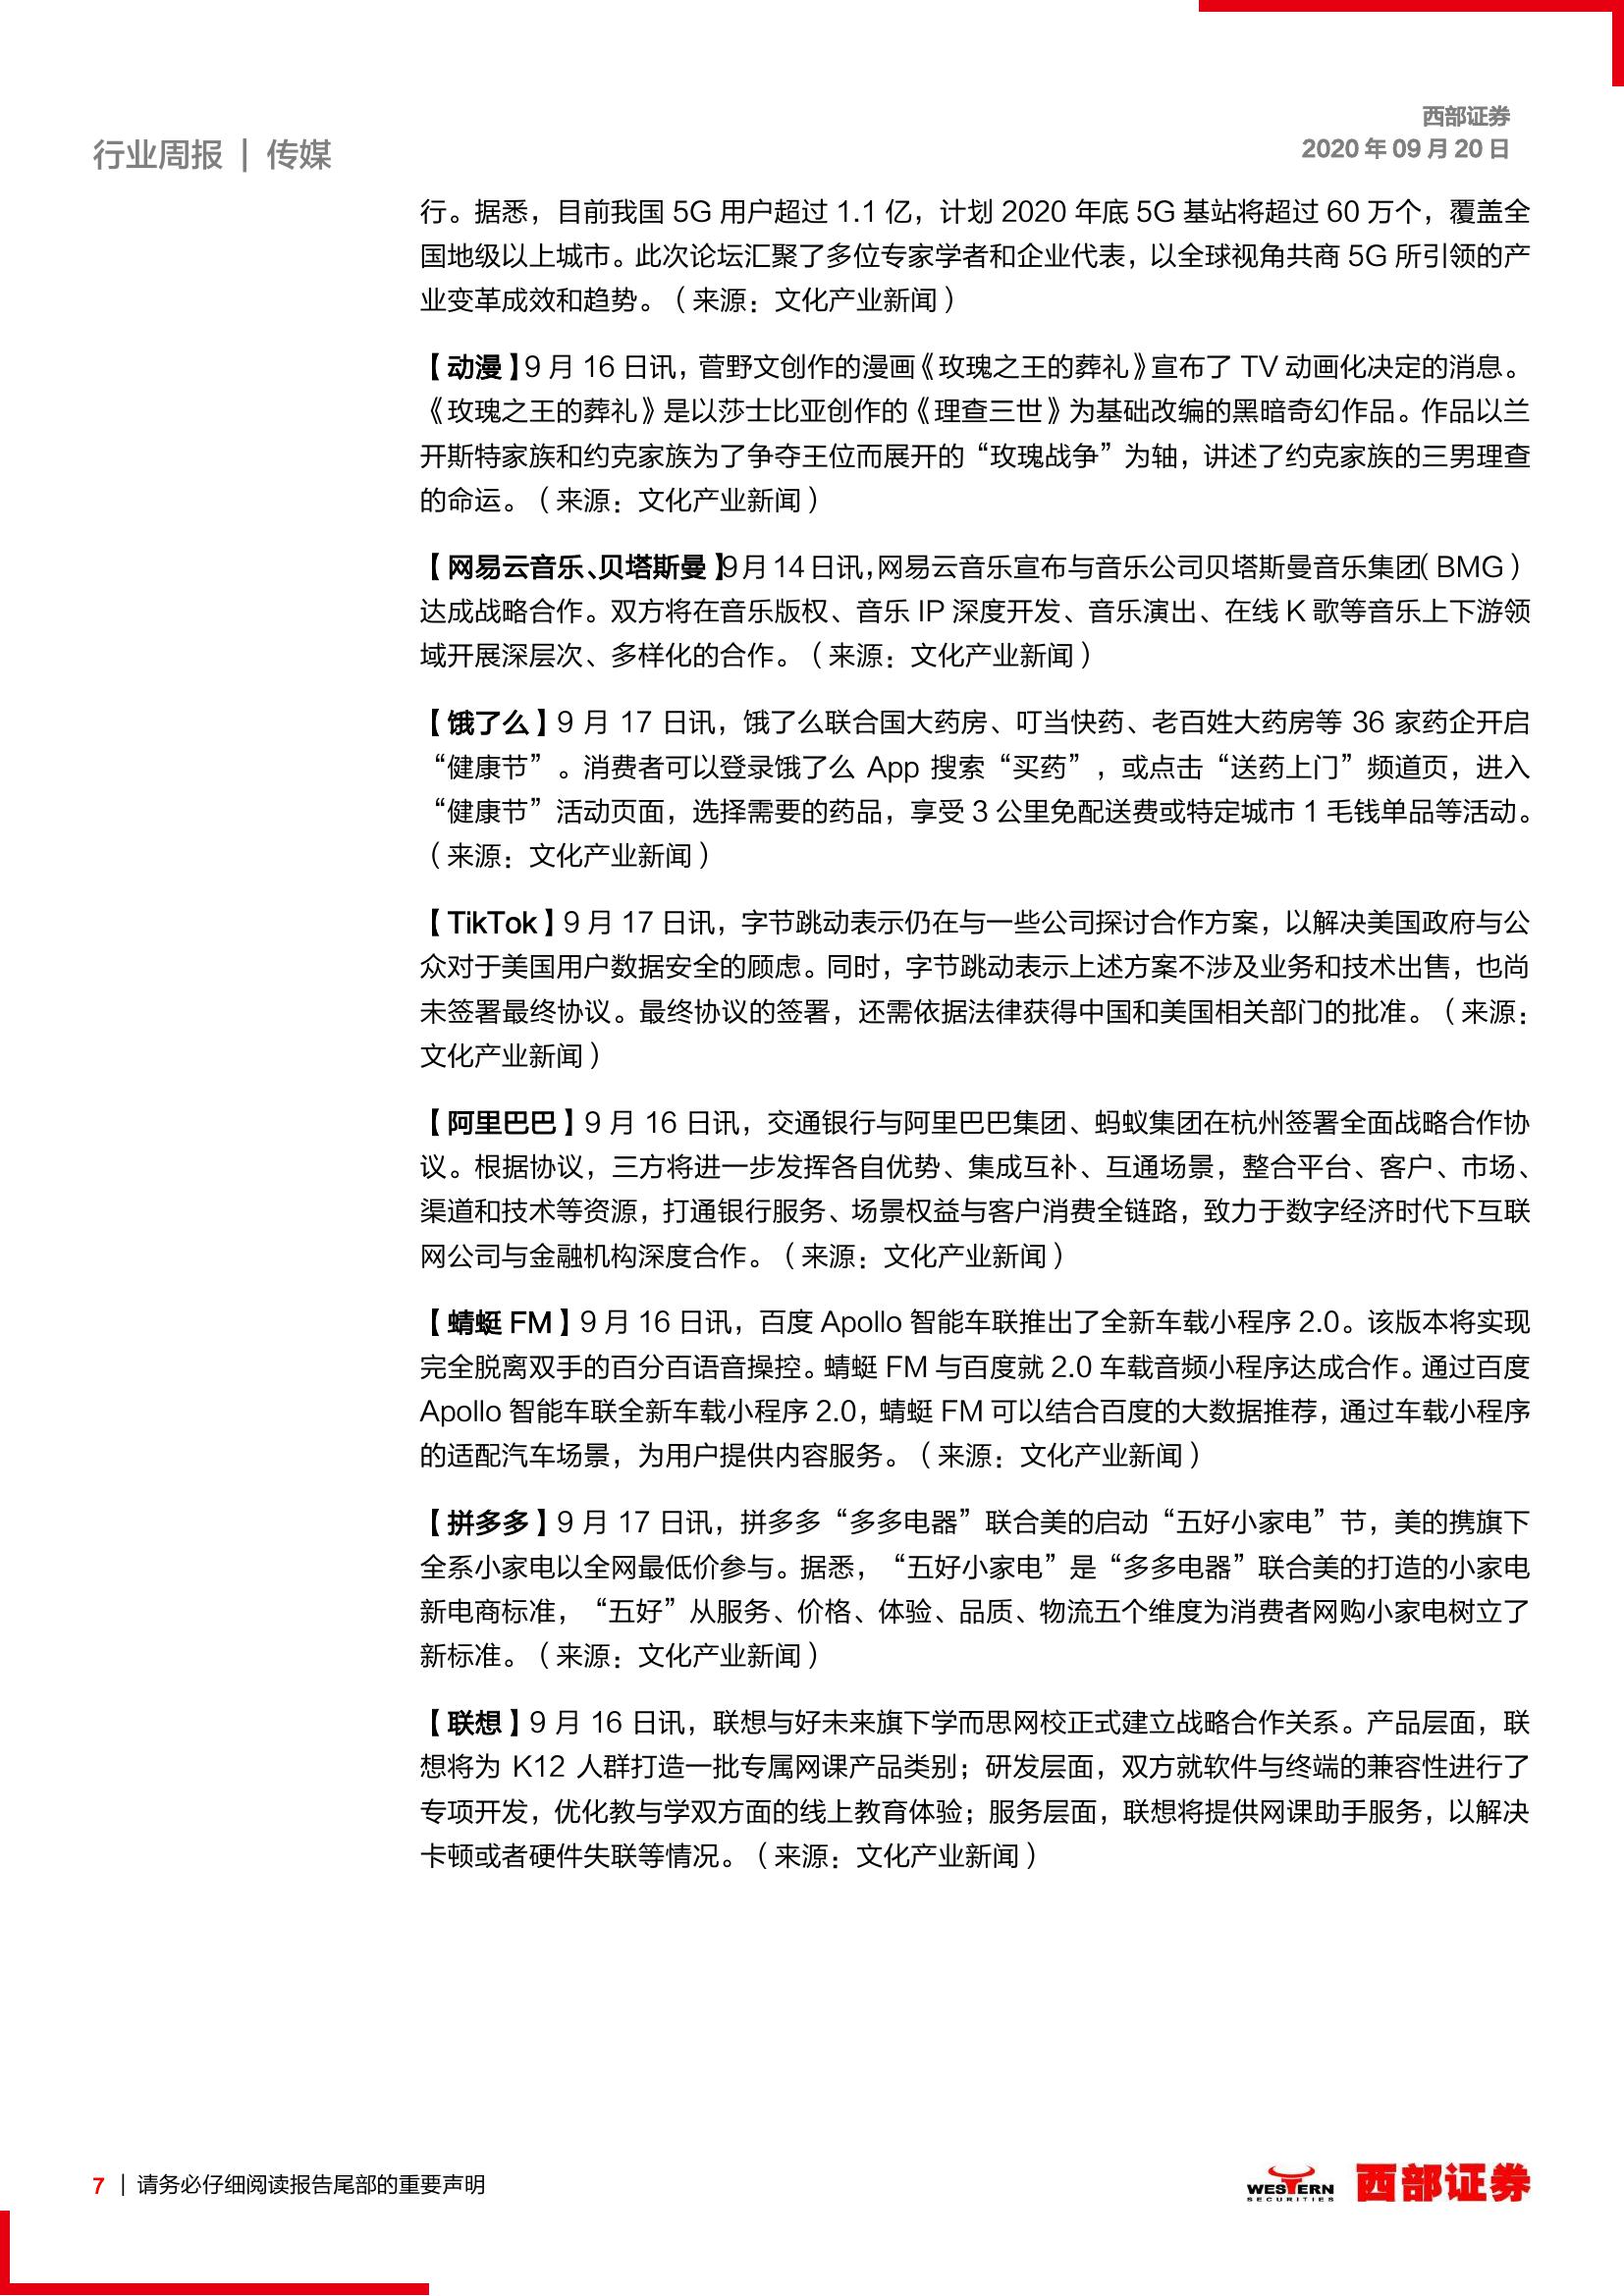 西部证券
行业周报 | 传媒
2020 年 09 月 20 日
行。据悉，目前我国 5G 用户超过 1.1 亿，计划 2020 年底 5G 基站将超过 60 万个，覆盖全
国地级以上城市。此次论坛汇聚了多位专家学者和企业代表，以全球视角共商 5G 所引领的产
业变革成效和趋势。（来源：文化产业新闻）
【动漫】9 月 16 日讯，菅野文创作的漫画《玫瑰之王的葬礼》宣布了 TV 动画化决定的消息。
《玫瑰之王的葬礼》是以莎士比亚创作的《理查三世》为基础改编的黑暗奇幻作品。作品以兰
开斯特家族和约克家族为了争夺王位而展开的“玫瑰战争”为轴，讲述了约克家族的三男理查
的命运。（来源：文化产业新闻）
【网易云音乐、贝塔斯曼】9 月 14 日讯，网易云音乐宣布与音乐公司贝塔斯曼音乐集团（BMG）
达成战略合作。双方将在音乐版权、音乐 IP 深度开发、音乐演出、在线 K 歌等音乐上下游领
域开展深层次、多样化的合作。（来源：文化产业新闻）
【饿了么】9 月 17 日讯，饿了么联合国大药房、叮当快药、老百姓大药房等 36 家药企开启
“健康节”。消费者可以登录饿了么 App 搜索“买药”，或点击“送药上门”频道页，进入
“健康节”活动页面，选择需要的药品，享受 3 公里免配送费或特定城市 1 毛钱单品等活动。
（来源：文化产业新闻）
【TikTok】9 月 17 日讯，字节跳动表示仍在与一些公司探讨合作方案，以解决美国政府与公
众对于美国用户数据安全的顾虑。同时，字节跳动表示上述方案不涉及业务和技术出售，也尚
未签署最终协议。最终协议的签署，还需依据法律获得中国和美国相关部门的批准。（来源：
文化产业新闻）
【阿里巴巴】9 月 16 日讯，交通银行与阿里巴巴集团、蚂蚁集团在杭州签署全面战略合作协
议。根据协议，三方将进一步发挥各自优势、集成互补、互通场景，整合平台、客户、市场、
渠道和技术等资源，打通银行服务、场景权益与客户消费全链路，致力于数字经济时代下互联
网公司与金融机构深度合作。（来源：文化产业新闻）
【蜻蜓 FM】9 月 16 日讯，百度 Apollo 智能车联推出了全新车载小程序 2.0。该版本将实现
完全脱离双手的百分百语音操控。蜻蜓 FM 与百度就 2.0 车载音频小程序达成合作。通过百度
Apollo 智能车联全新车载小程序 2.0，蜻蜓 FM 可以结合百度的大数据推荐，通过车载小程序
的适配汽车场景，为用户提供内容服务。（来源：文化产业新闻）
【拼多多】9 月 17 日讯，拼多多“多多电器”联合美的启动“五好小家电”节，美的携旗下
全系小家电以全网最低价参与。据悉，“五好小家电”是“多多电器”联合美的打造的小家电
新电商标准，“五好”从服务、价格、体验、品质、物流五个维度为消费者网购小家电树立了
新标准。（来源：文化产业新闻）
【联想】9 月 16 日讯，联想与好未来旗下学而思网校正式建立战略合作关系。产品层面，联
想将为 K12 人群打造一批专属网课产品类别；研发层面，双方就软件与终端的兼容性进行了
专项开发，优化教与学双方面的线上教育体验；服务层面，联想将提供网课助手服务，以解决
卡顿或者硬件失联等情况。（来源：文化产业新闻）
7 | 请务必仔细阅读报告尾部的重要声明
WESTERN
SECURITIES
西部证券